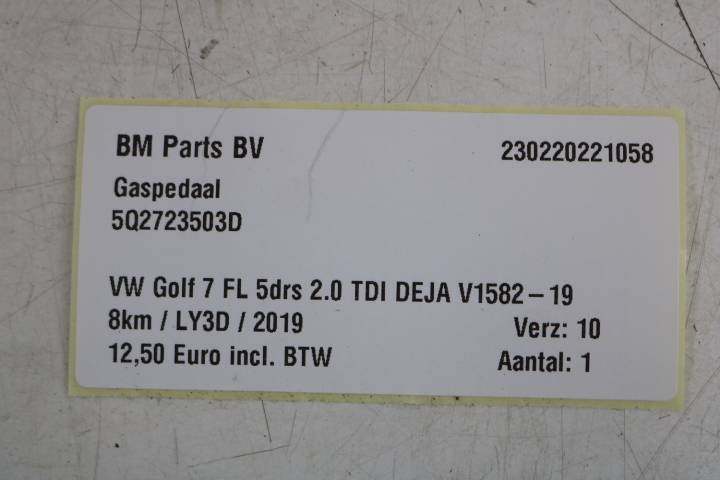 BM Parts BV 230220221058
Gaspedaal
5Q2723503D
VW Golf 7 FL 5drs 2.0 TDI DEJA V1582-19
8km / LY3D / 2019 Verz: 10
12,50 Euro incl. BTW Aantal: 1